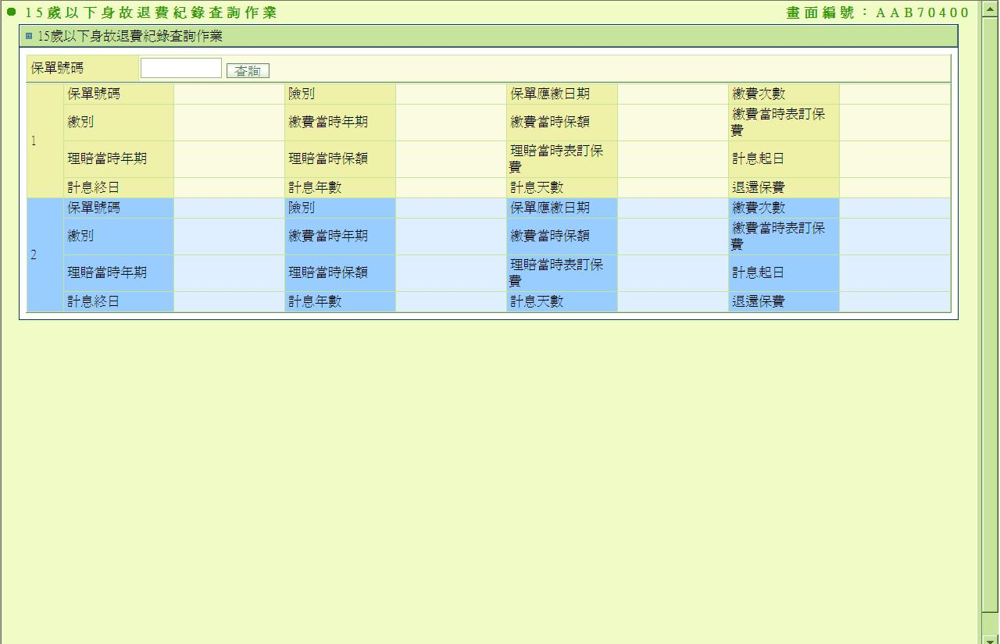 15歲以下身故退費紀錄查詢作業 畫面編號：AAB70400
15歲以下身故退費紀錄查詢作業
保單號碼 查詢
1
保單號碼 險別 保單應繳日期 繳費次數
繳別 繳費當時年期 繳費當時保額 繳費當時表訂保
費
理賠當時年期 理賠當時保額 理賠當時表訂保 計息起日
費
計息終日 計息年數 計息天數 退還保費
2
保單號碼 險別 保單應繳日期 繳費次數
繳別 繳費當時年期 繳費當時保額 繳費當時表訂保
費
理賠當時年期 理賠當時保額 理賠當時表訂保 計息起日
費
計息終日 計息年數 計息天數 退還保費